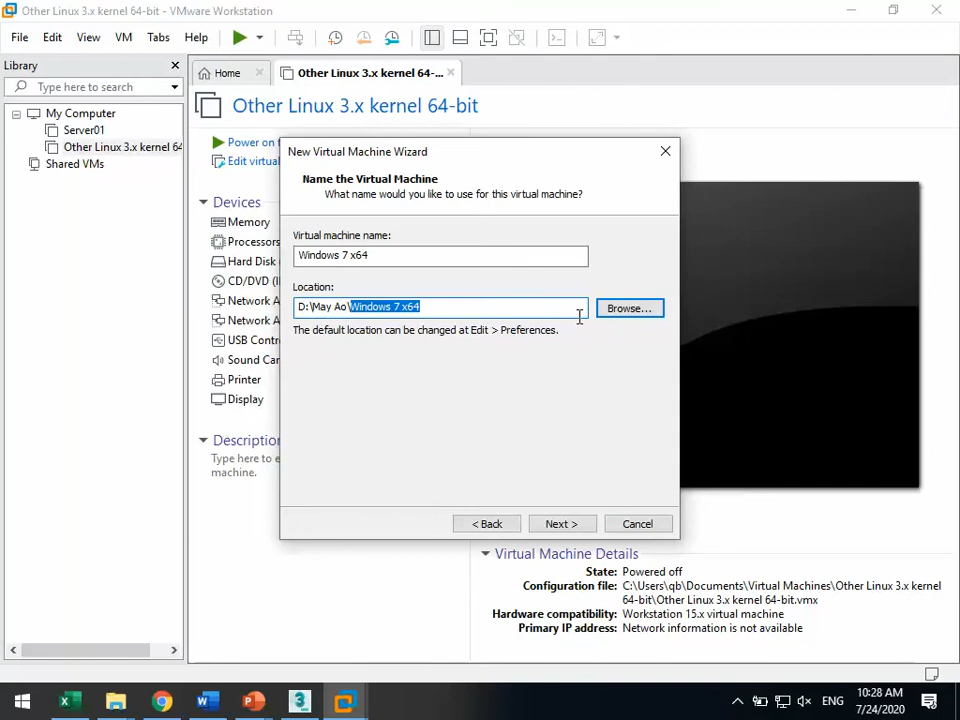 Other Linux 3.x kernel 64-bit - VMware Workstation
File Edit View VM Tabs Help
Library
Type here to search
My Computer
Server01
Other Linux 3.x kernel 64
Shared VMs
Home
Other Linux 3.x kernel 64-...
Other Linux 3.x kernel 64-bit
Power on t
Edit virtual
Devices
Memory
Processors
Hard Disk (
CD/DVD (I
Network A
Network A
USB Contr
Sound Car
Printer
Display
Description
Type here to e
machine.
New Virtual Machine Wizard
Name the Virtual Machine
What name would you like to use for this virtual machine?
Virtual machine name:
Windows 7 x64
Location:
D:\May Ao\Windows 7 x64
Browse...
The default location can be changed at Edit > Preferences.
< Back
Next >
Cancel
Virtual Machine Details
State: Powered off
Configuration file: C:\Users\qb\Documents\Virtual Machines\Other Linux 3.x kernel
64-bit\Other Linux 3.x kernel 64-bit.vmx
Hardware compatibility: Workstation 15.x virtual machine
Primary IP address: Network information is not available
ENG
10:28 AM
7/24/2020